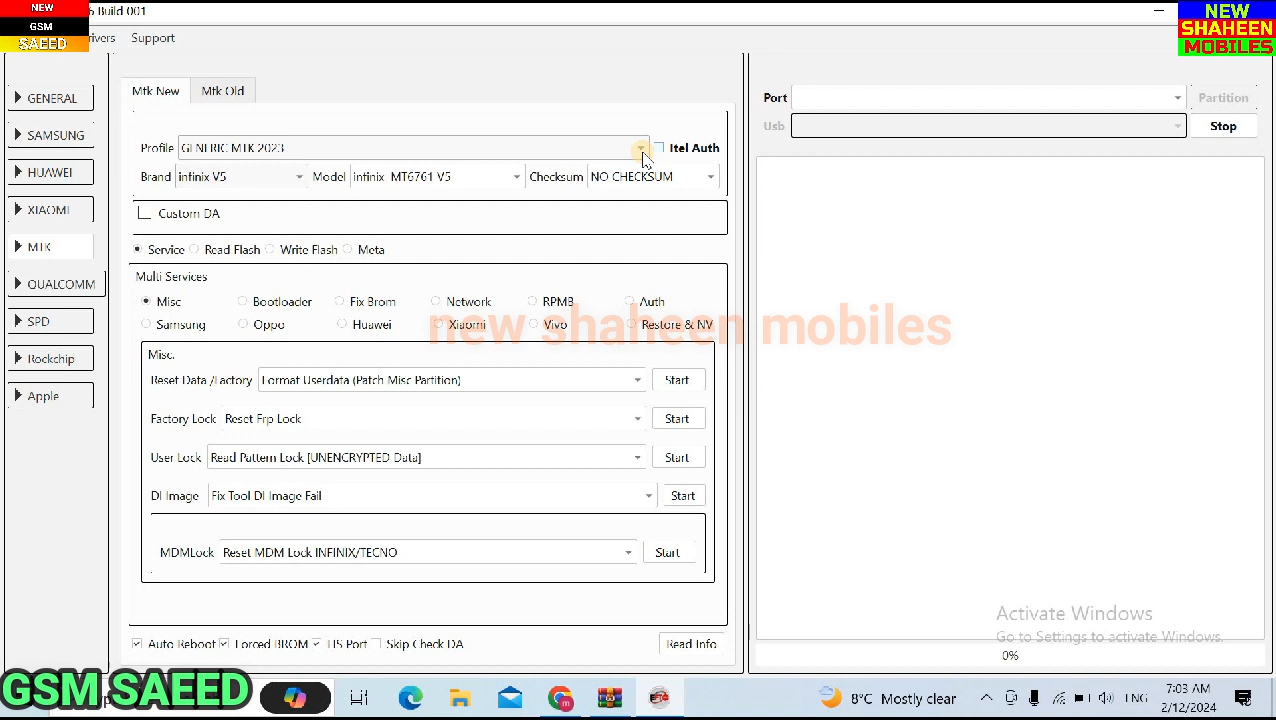 NEW
GSM
SAEED
Build 001
NEW
SHAHEEN
MOBILES
Support
GENERAL
SAMSUNG
HUAWEI
XIAOMI
MTK
QUALCOMM
SPD
Rockchip
Apple
Mtk New Mtk Old
Profile GENERIC MTK 2023 Itel Auth
Brand infinix V5 Model infinix MT6761 V5 Checksum NO CHECKSUM
Custom DA
Service Read Flash Write Flash Meta
Multi Services
Misc Bootloader Fix Brom Network RPMB Auth
Samsung Oppo Huawei Xiaomi Vivo Restore & NV
new shaheen mobiles
Misc.
Reset Data /Factory Format Userdata (Patch Misc Partition) Start
Factory Lock Reset Frp Lock Start
User Lock Read Pattern Lock [UNENCRYPTED Data] Start
Dl Image Fix Tool Dl Image Fail Start
MDMLock Reset MDM Lock INFINIX/TECNO Start
Auto Reboot Forced BROM Port Skip Check DA Read Info
Port Partition
Usb Stop
Activate Windows
Go to Settings to activate Windows.
0%
GSM SAEED
8°C Mostly clear
ENG
7:03 AM
2/12/2024